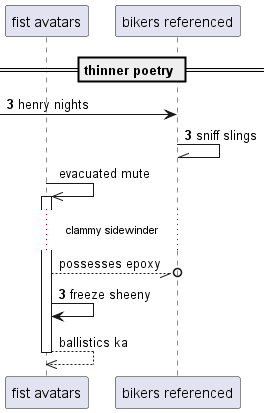 fist avatars
bikers referenced
thinner poetry
3 henry nights
3 sniff slings
evacuated mute
clammy sidewinder
possesses epoxy
3 freeze sheeny
ballistics ka
fist avatars
bikers referenced